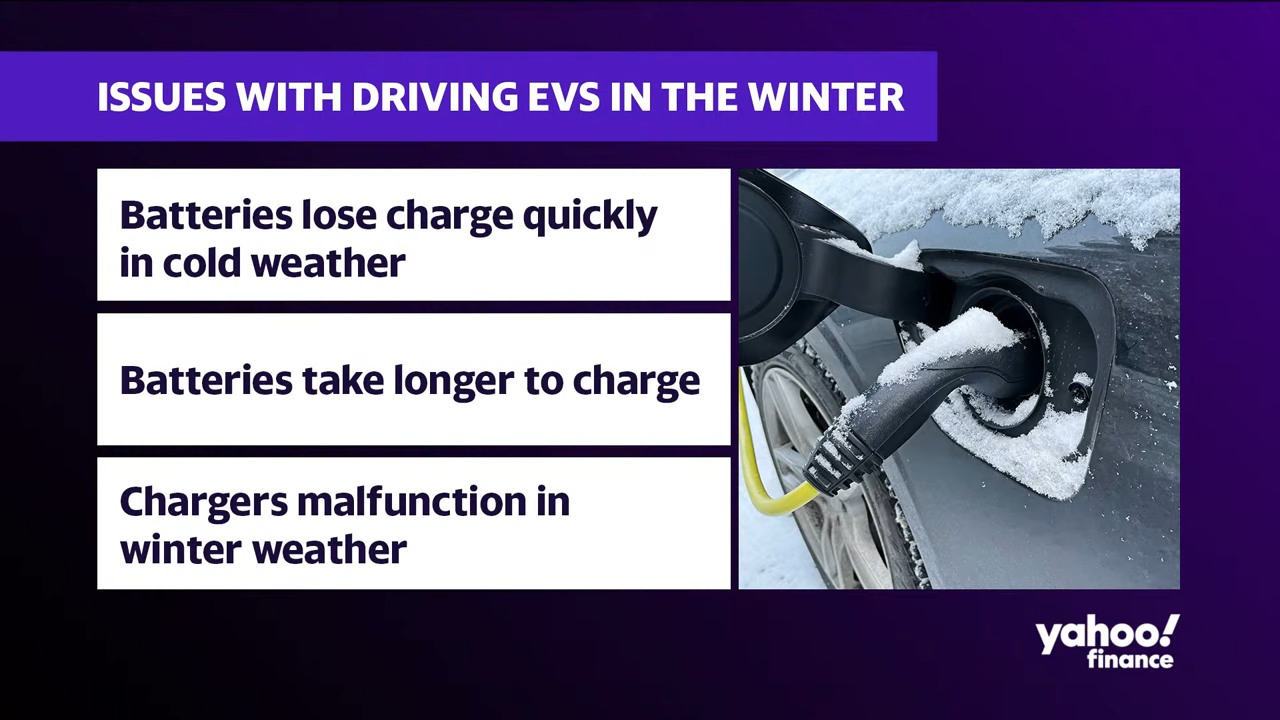 ISSUES WITH DRIVING EVS IN THE WINTER
Batteries lose charge quickly
in cold weather
Batteries take longer to charge
Chargers malfunction in
winter weather
yahoo!
finance